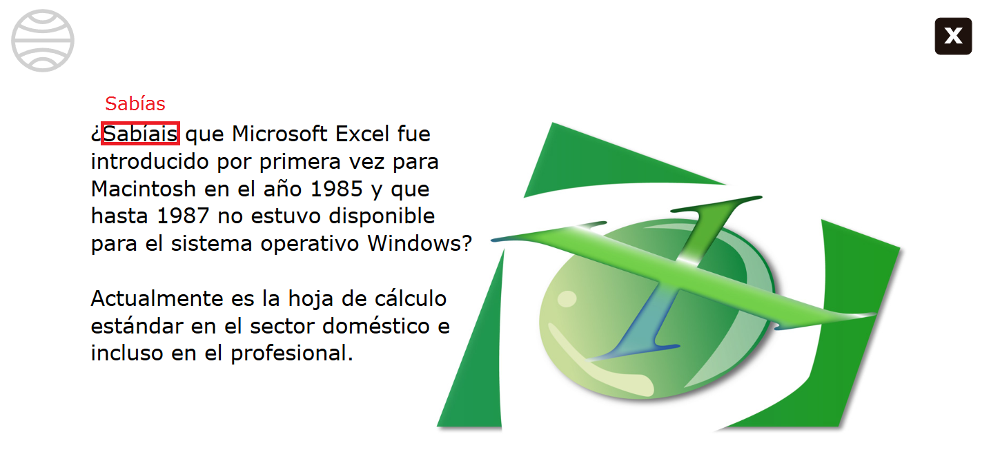 X
Sabías
¿Sabíais que Microsoft Excel fue
introducido por primera vez para
Macintosh en el año 1985 y que
hasta 1987 no estuvo disponible
para el sistema operativo Windows?
Actualmente es la hoja de cálculo
estándar en el sector doméstico e
incluso en el profesional.